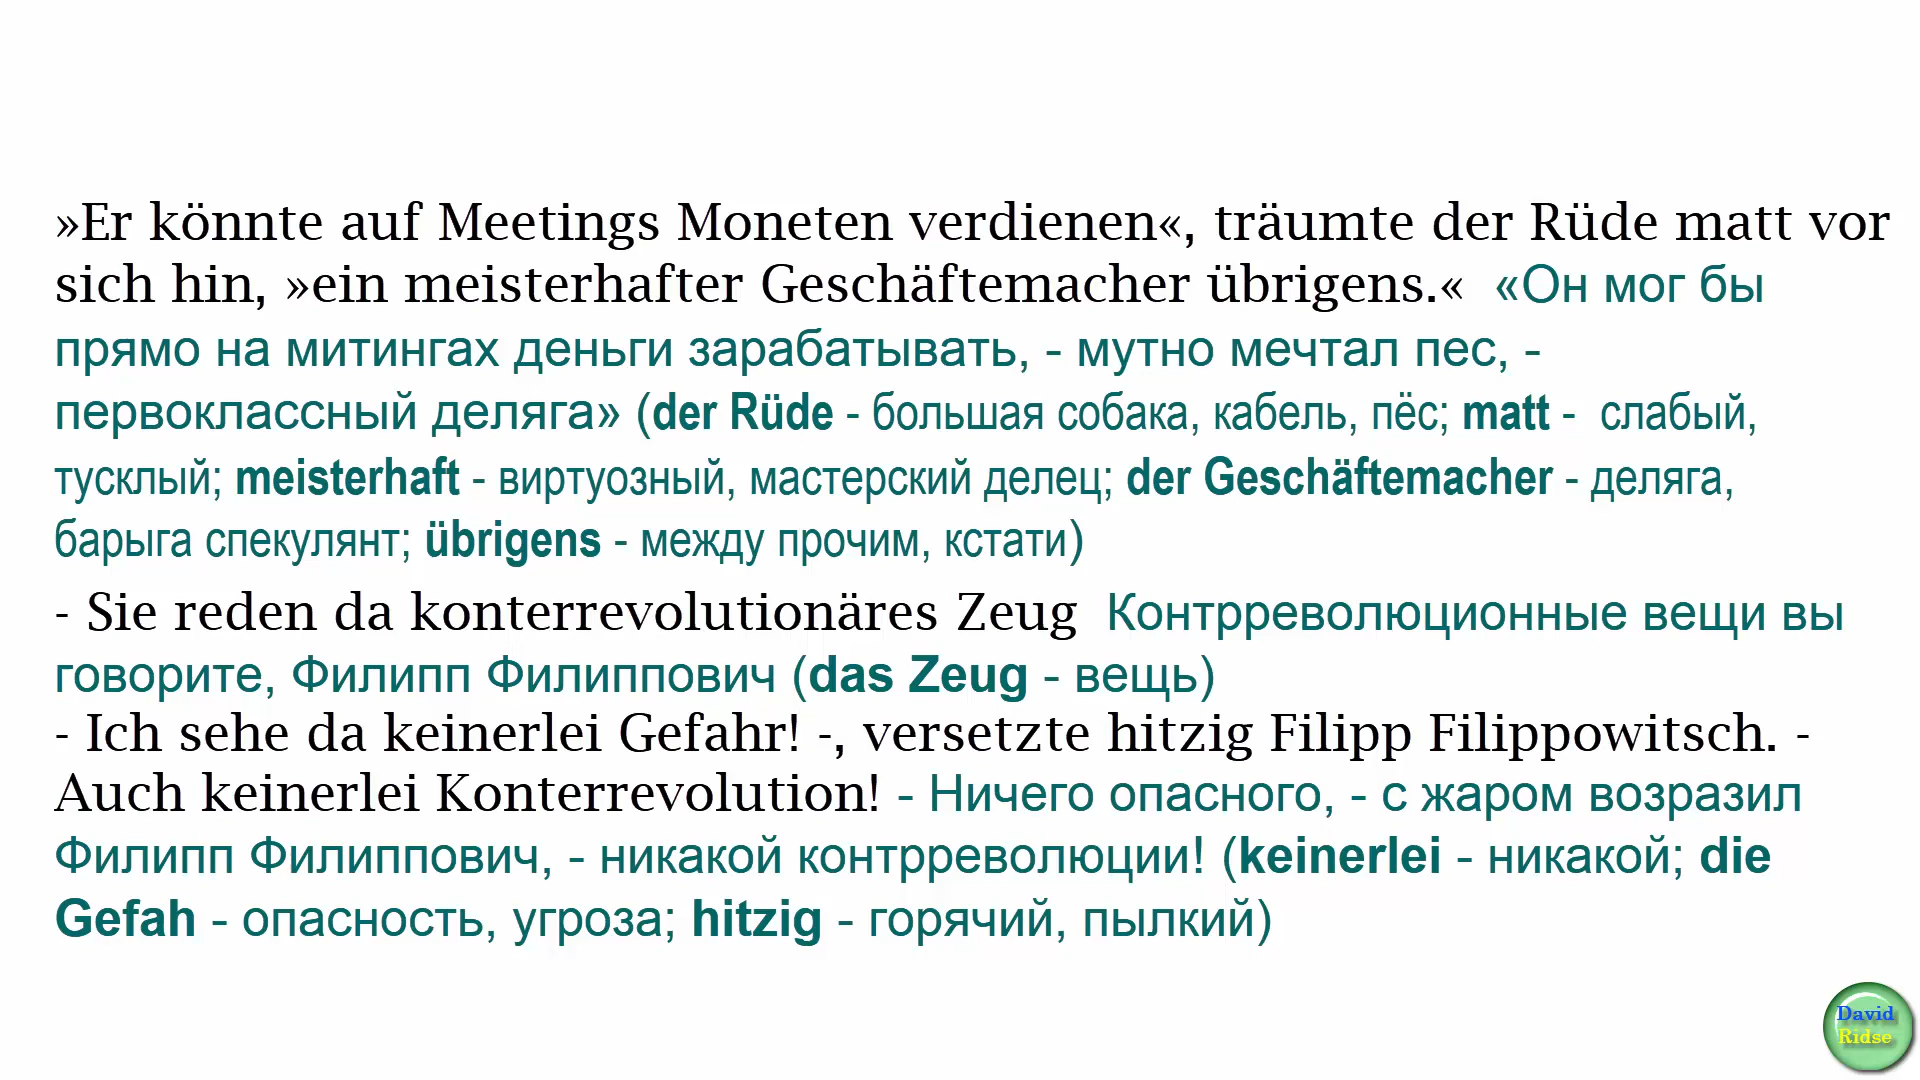 »Er könnte auf Meetings Moneten verdienen«, träumte der Rüde matt vor
sich hin, »ein meisterhafter Geschäftemacher übrigens.« «Он мог бы
прямо на митингах деньги зарабатывать, - мутно мечтал пес, -
первоклассный деляга» (der Rüde - большая собака, кабель, пёс; matt - слабый,
тусклый; meisterhaft - виртуозный, мастерский делец; der Geschäftemacher - деляга,
барыга спекулянт; übrigens - между прочим, кстати)
- Sie reden da konterrevolutionäres Zeug Контрреволюционные вещи вы
говорите, Филипп Филиппович (das Zeug - вещь)
- Ich sehe da keinerlei Gefahr! -, versetzte hitzig Filipp Filippowitsch. -
Auch keinerlei Konterrevolution! - Ничего опасного, - с жаром возразил
Филипп Филиппович, - никакой контрреволюции! (keinerlei - никакой; die
Gefah - опасность, угроза; hitzig - горячий, пылкий)
David
Ridse